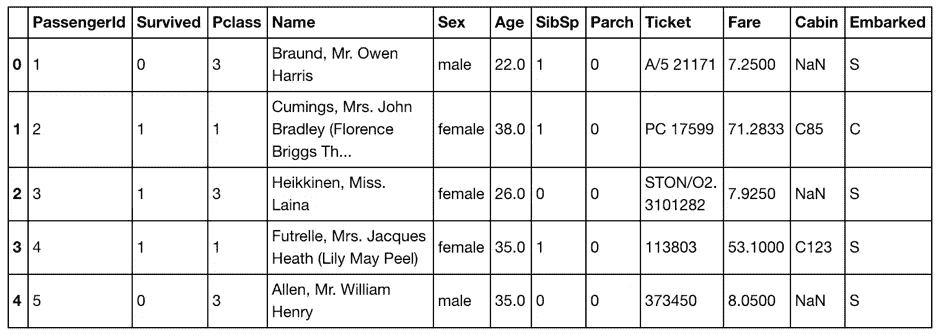 PassengerId Survived Pclass Name Sex Age SibSp Parch Ticket Fare Cabin Embarked
0 1 0 3 Braund, Mr. Owen Harris male 22.0 1 0 A/5 21171 7.2500 NaN S
1 2 1 1 Cumings, Mrs. John Bradley (Florence Briggs Th... female 38.0 1 0 PC 17599 71.2833 C85 C
2 3 1 3 Heikkinen, Miss. Laina female 26.0 0 0 STON/O2. 3101282 7.9250 NaN S
3 4 1 1 Futrelle, Mrs. Jacques Heath (Lily May Peel) female 35.0 1 0 113803 53.1000 C123 S
4 5 0 3 Allen, Mr. William Henry male 35.0 0 0 373450 8.0500 NaN S